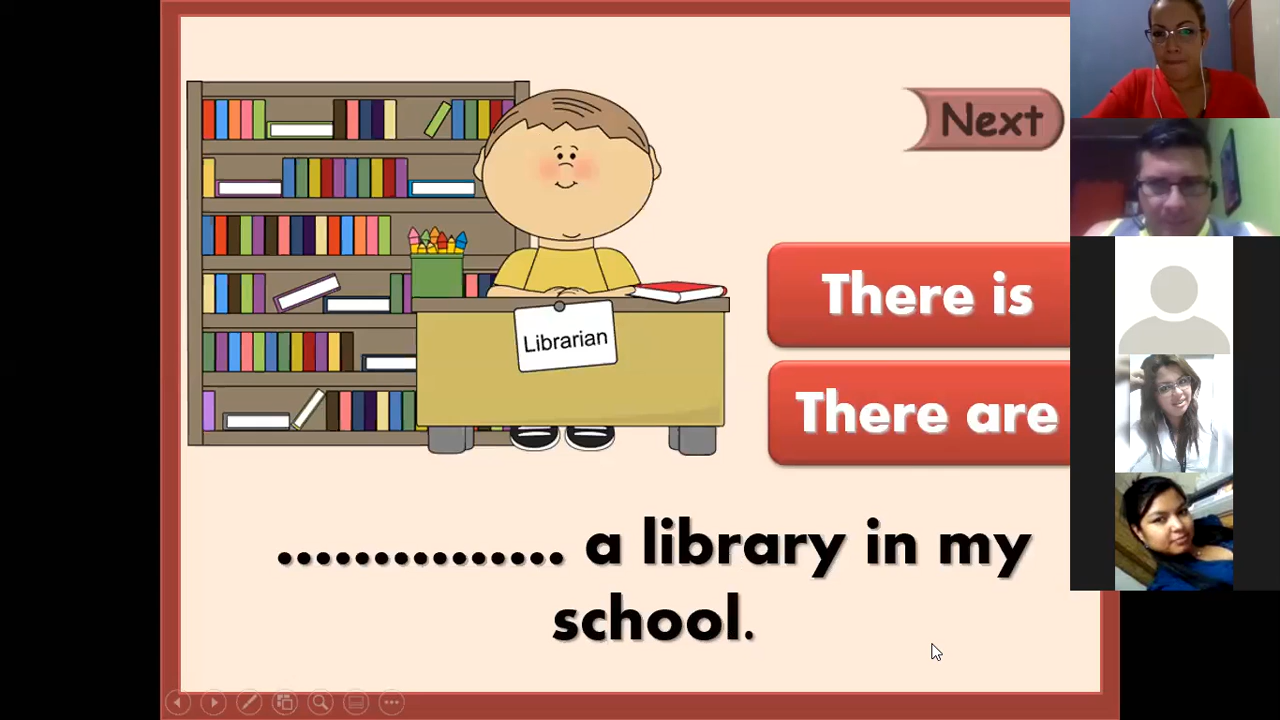 Next
There is
There are
Librarian
............... a library in my
school.